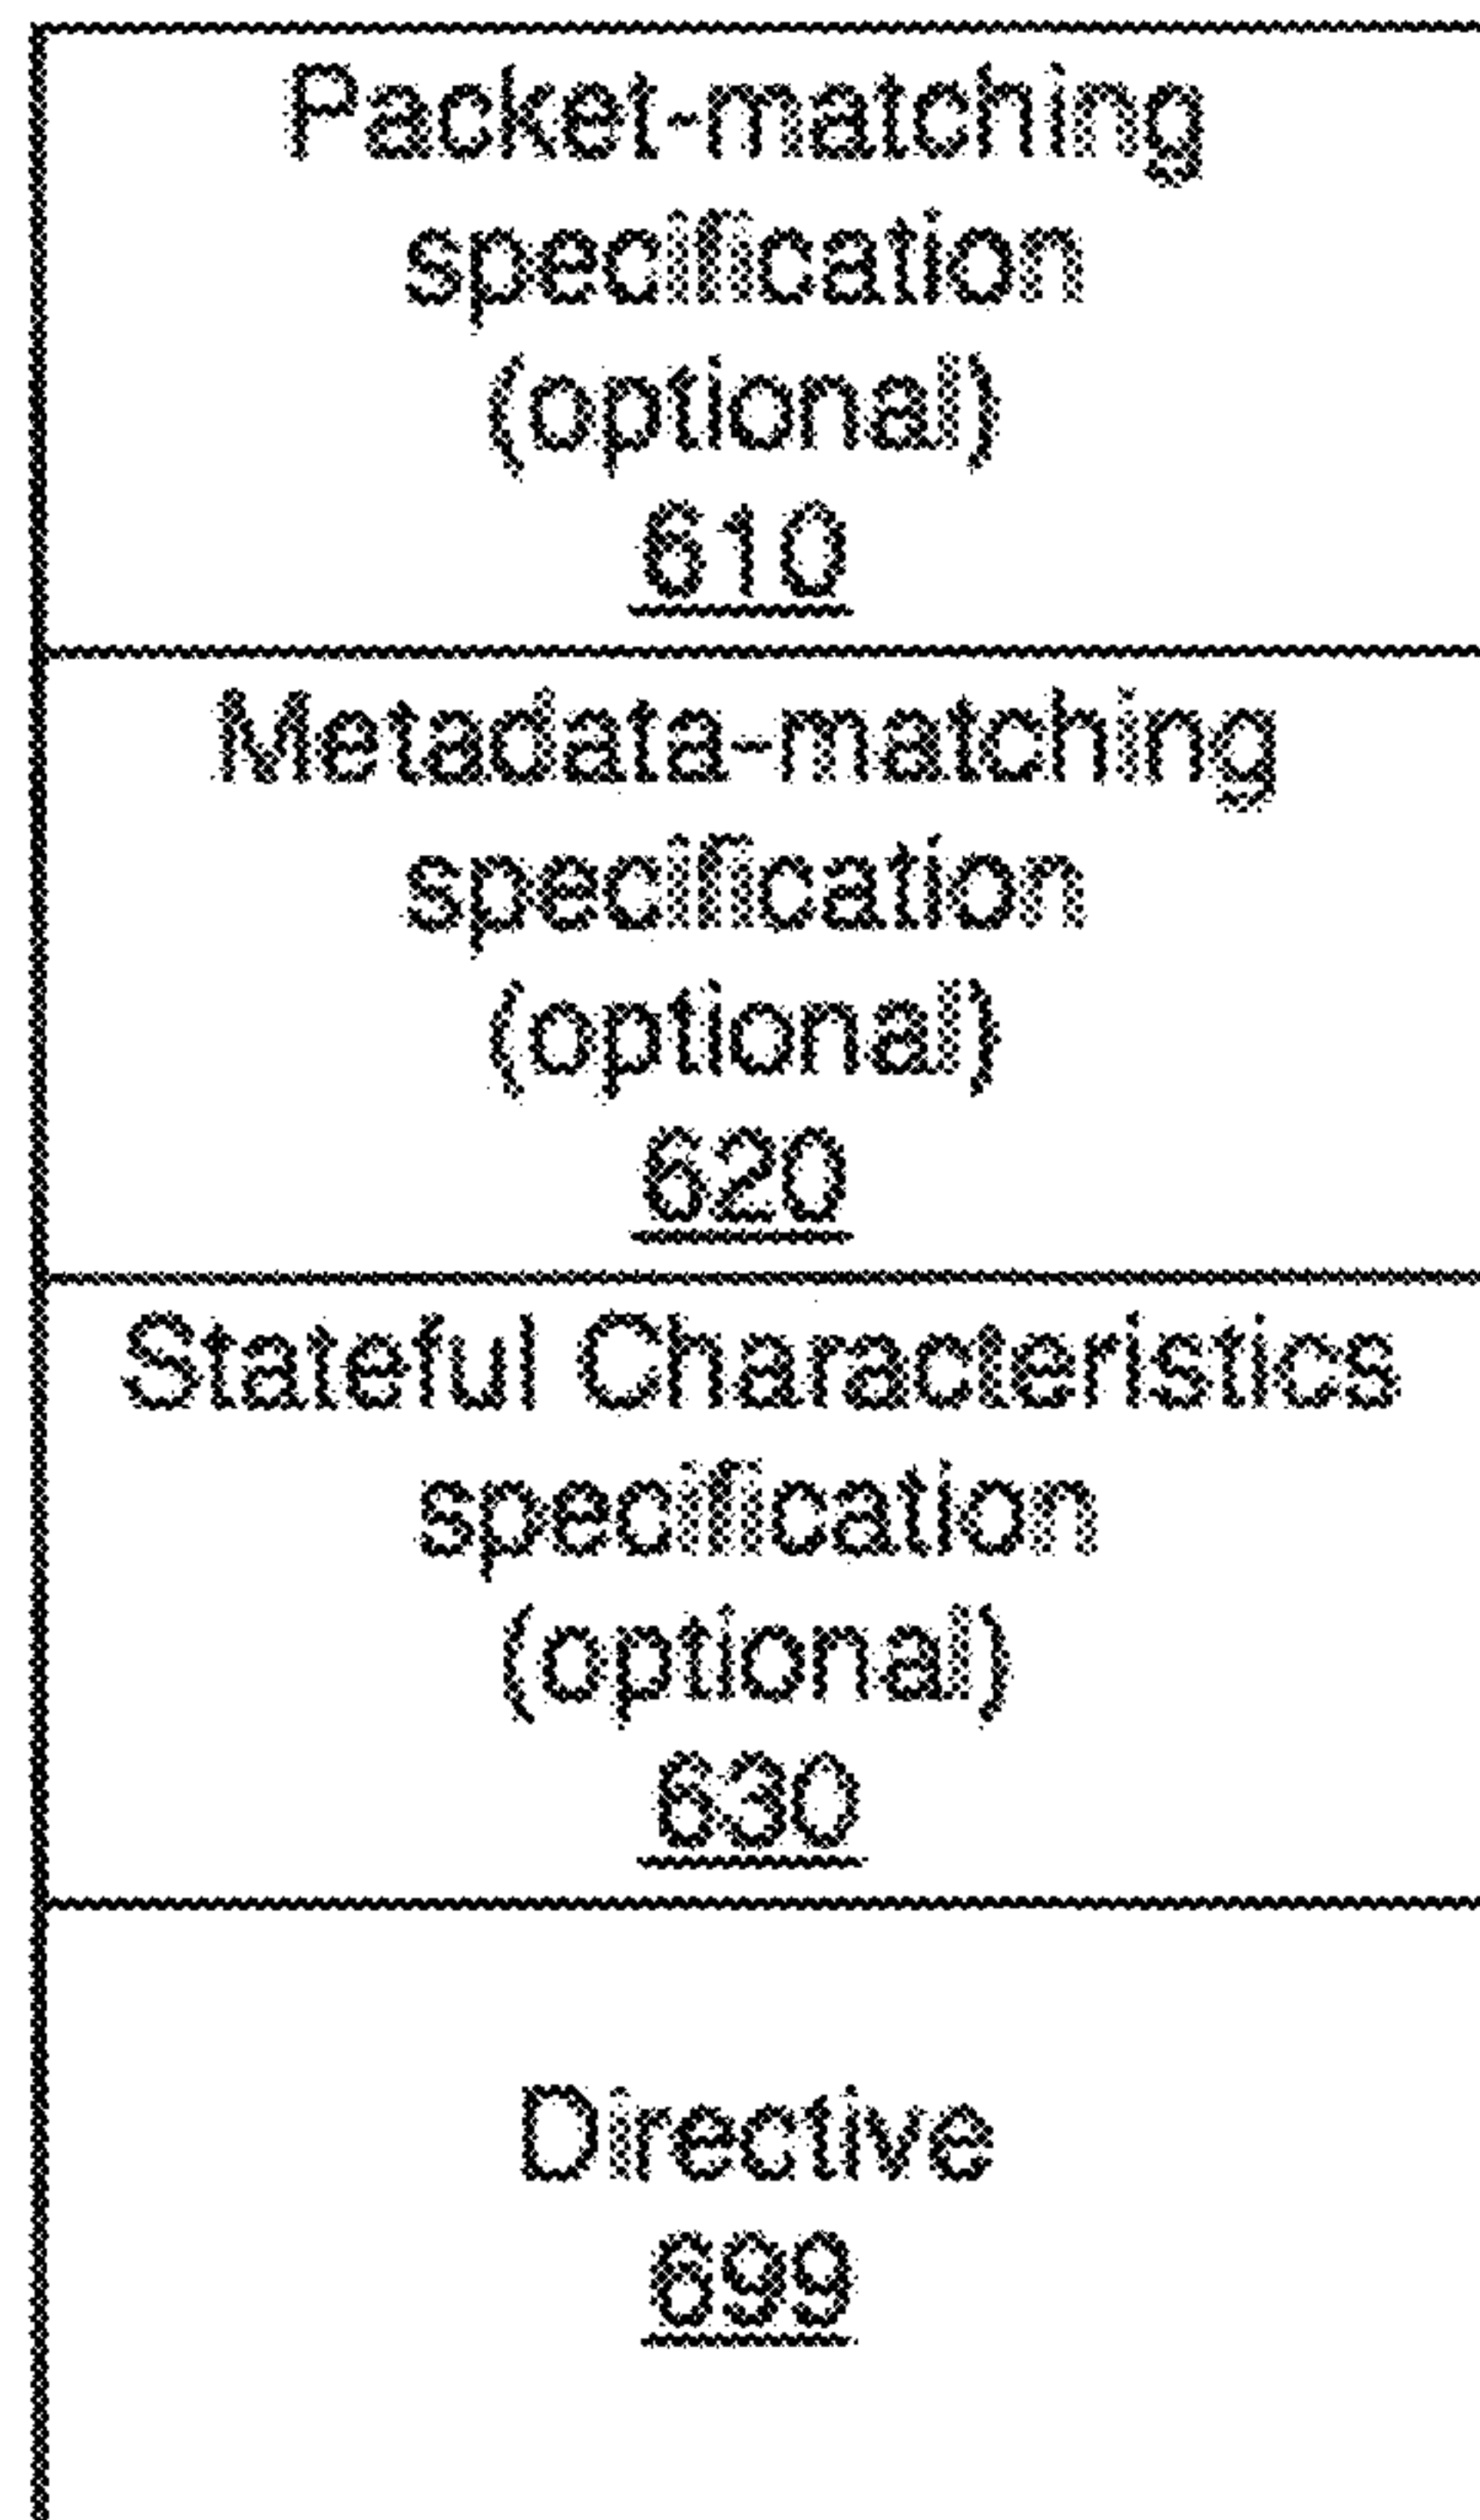 Packet-matching
specification
(optional)
610
Metadata-matching
specification
(optional)
620
Stateful Characteristics
specification
(optional)
630
Directive
699